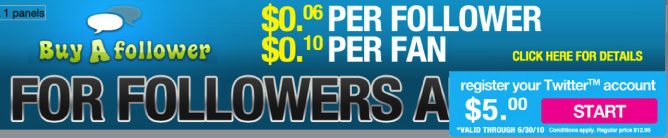 1 panels
Buy A follower
$0.06 PER FOLLOWER
$0.10 PER FAN
CLICK HERE FOR DETAILS
FOR FOLLOWERS A
register your Twitter™ account
$5.00 START
*VALID THROUGH 6/30/10 Conditions apply. Regular price $12.95